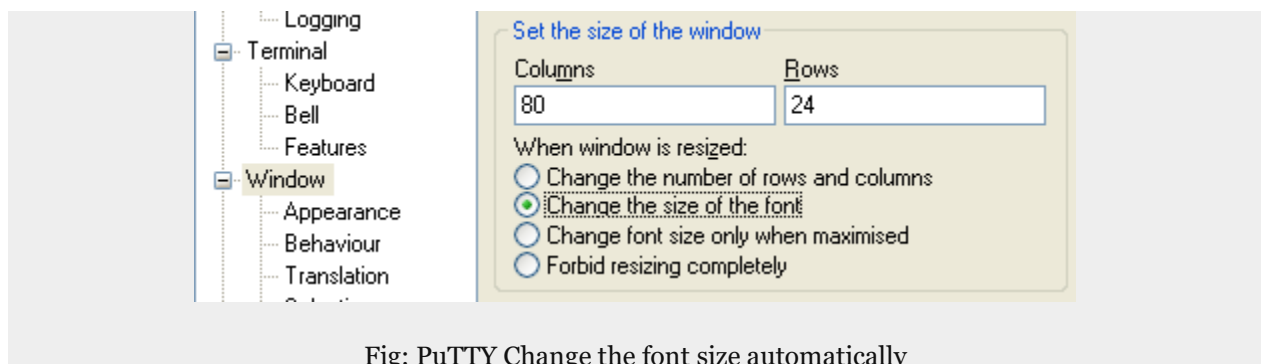 Logging
Terminal
Keyboard
Bell
Features
Window
Appearance
Behaviour
Translation
Set the size of the window
Columns Rows
80 24
When window is resized:
Change the number of rows and columns
Change the size of the font
Change font size only when maximised
Forbid resizing completely
Fig: PuTTY Change the font size automatically